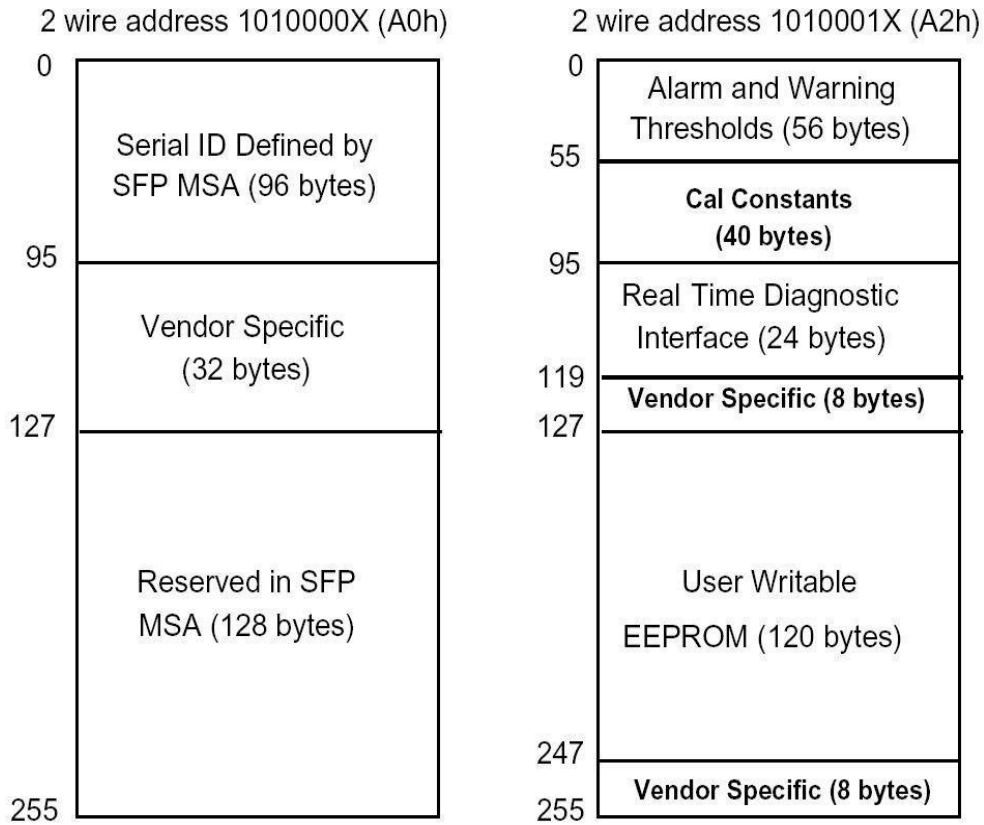 2 wire address 1010000X (A0h)
0
Serial ID Defined by
SFP MSA (96 bytes)
95
Vendor Specific
(32 bytes)
127
Reserved in SFP
MSA (128 bytes)
255
2 wire address 1010001X (A2h)
0
Alarm and Warning
Thresholds (56 bytes)
55
Cal Constants
(40 bytes)
95
Real Time Diagnostic
Interface (24 bytes)
119
Vendor Specific (8 bytes)
127
User Writable
EEPROM (120 bytes)
247
Vendor Specific (8 bytes)
255